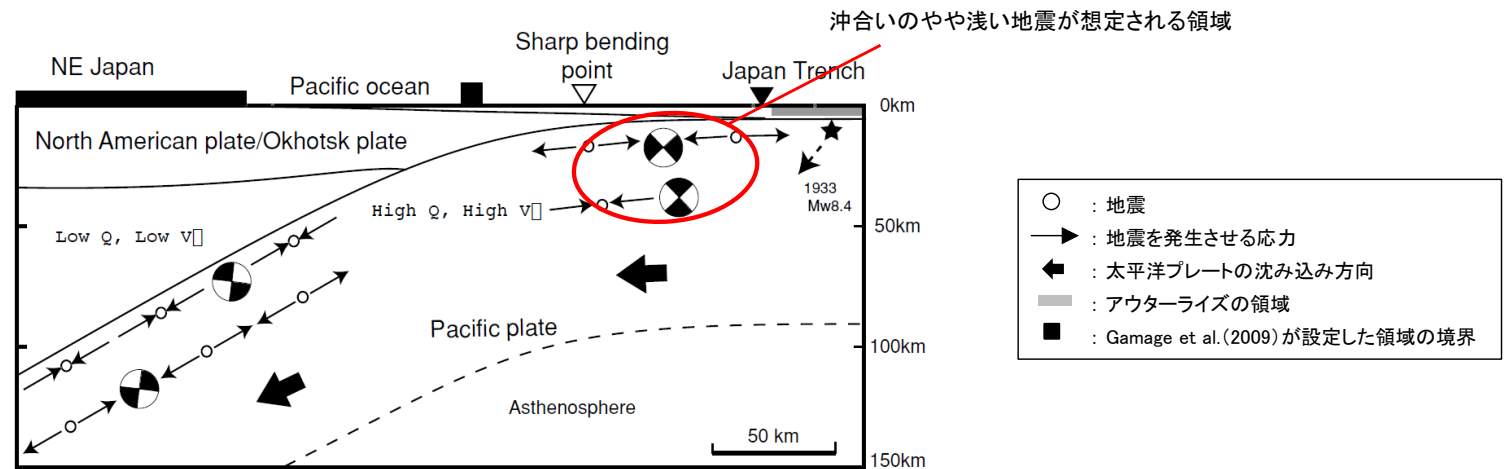 沖合いのやや浅い地震が想定される領域
Sharp bending
point
NE Japan
Pacific ocean
Japan Trench
0km
North American plate/Okhotsk plate
1933
Mw8.4
High Q, High V□
50km
Low Q, Low V□
Pacific plate
100km
Asthenosphere
50 km
150km
: 地震
: 地震を発生させる応力
: 太平洋プレートの沈み込み方向
: アウターライズの領域
: Gamage et al.(2009)が設定した領域の境界